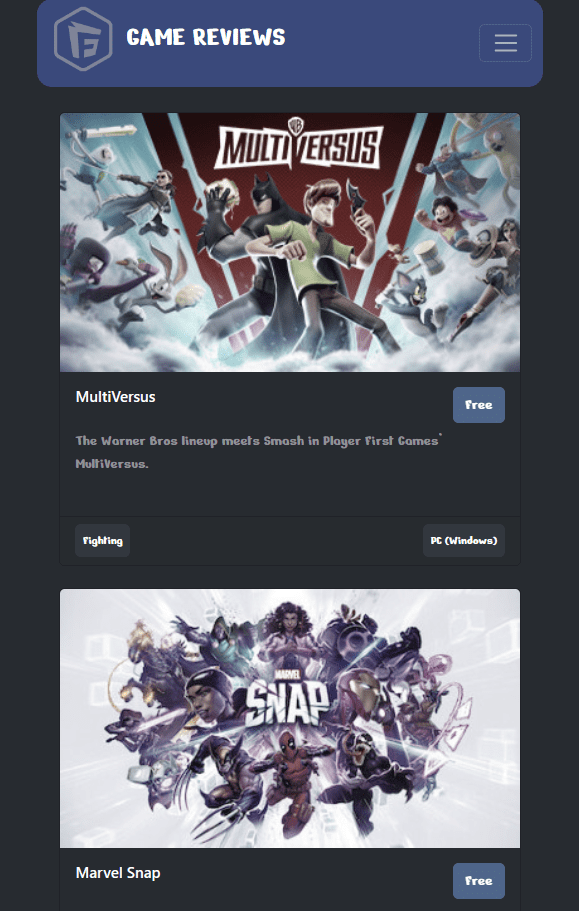 GAME REVIEWS
WB
MULTIVERSUS
MultiVersus
Free
The Warner Bros lineup meets Smash in Player First Games'
MultiVersus.
Fighting
PC (Windows)
MARVEL
SNAP
Marvel Snap
Free